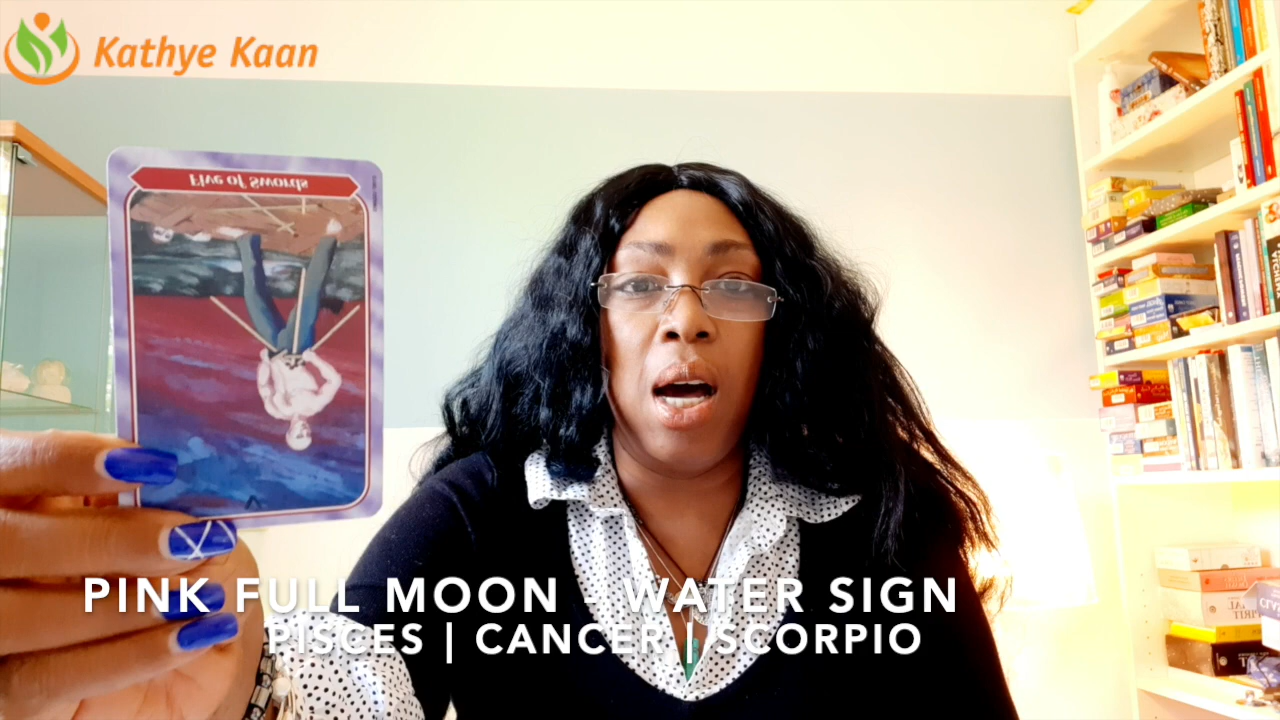 Kathye Kaan
Five of Swords
PINK FULL MOON - WATER SIGN
PISCES | CANCER | SCORPIO